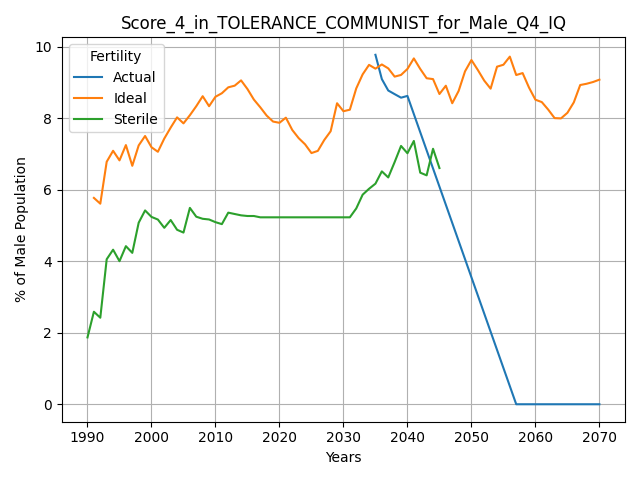 Score_4_in_TOLERANCE_COMMUNIST_for_Male_Q4_IQ
Fertility
Actual
Ideal
Sterile
% of Male Population
10
8
6
4
2
0
1990 2000 2010 2020 2030 2040 2050 2060 2070
Years